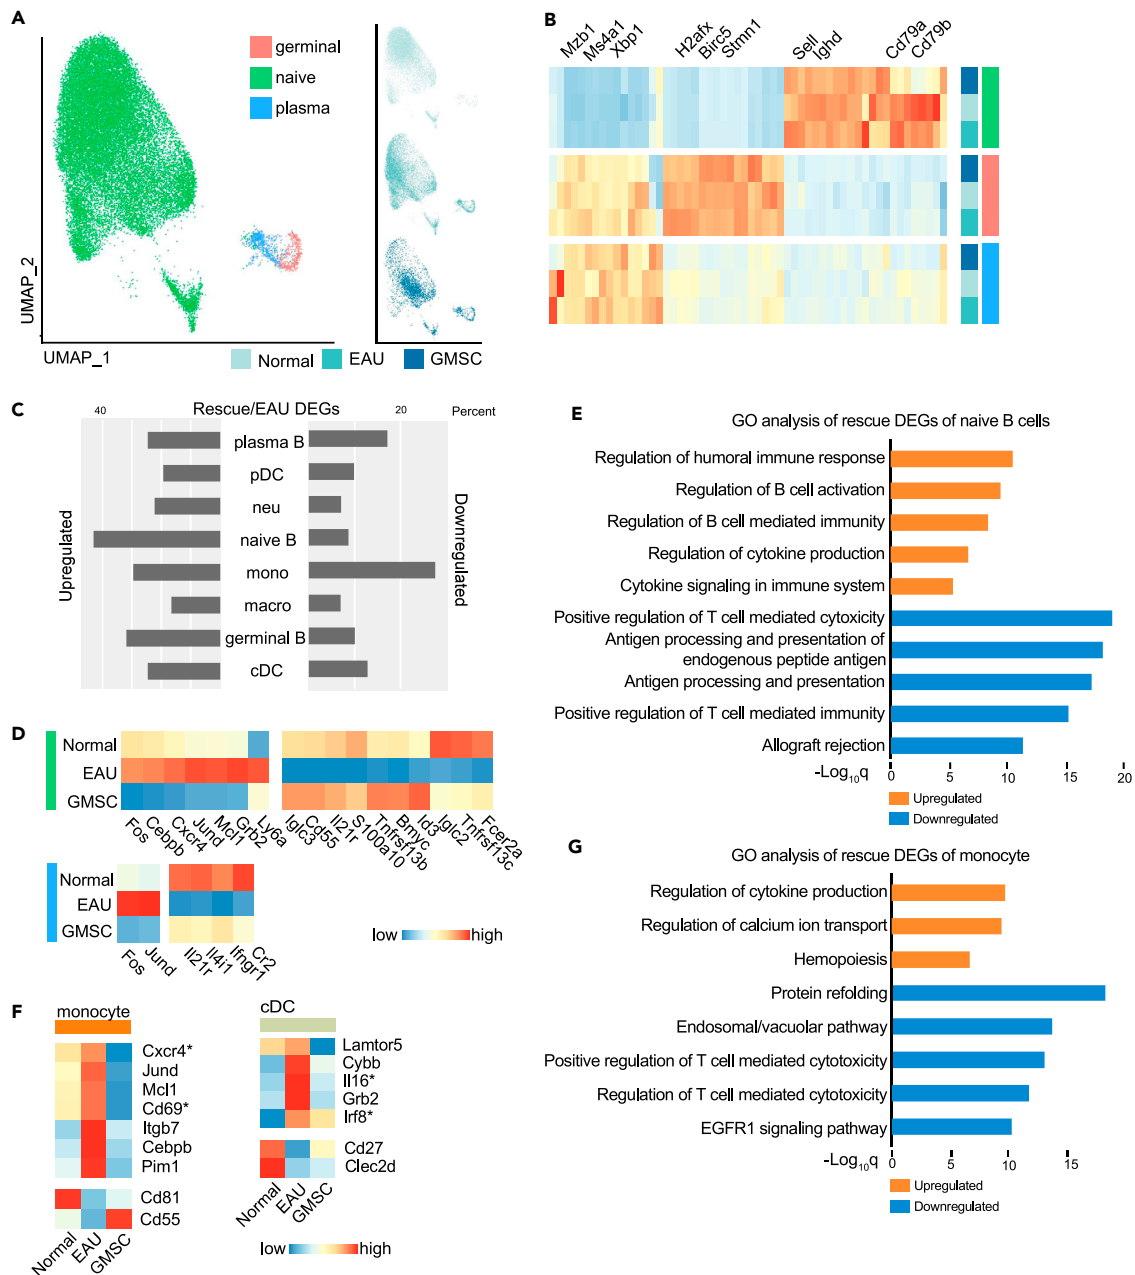 A
germinal
naive
plasma
UMAP_2
UMAP_1
Normal
EAU
GMSC
B
Mzb1
Ms4a1
Xbp1
H2afx
Birc5
Stmn1
Sell
Ighd
Cd79a
Cd79b
C
Rescue/EAU DEGs
40
20
Percent
Upregulated
Downregulated
plasma B
pDC
neu
naive B
mono
macro
germinal B
cDC
D
Normal
EAU
GMSC
Fos
Cebpb
Cxcr4
Jund
Mcl1
Grb2
Ly6a
Iglc3
Cd55
Il21r
S100a10
Tnfrsf13b
Bmyc
Id3
Iglc2
Tnfrsf13c
Fcer2a
Normal
EAU
GMSC
Fos
Jund
Il21r
Il4i1
Ifngr1
Cr2
low
high
E
GO analysis of rescue DEGs of naive B cells
Regulation of humoral immune response
Regulation of B cell activation
Regulation of B cell mediated immunity
Regulation of cytokine production
Cytokine signaling in immune system
Positive regulation of T cell mediated cytoxicity
Antigen processing and presentation of
endogenous peptide antigen
Antigen processing and presentation
Positive regulation of T cell mediated immunity
Allograft rejection
-Log10q
0
5
10
15
20
Upregulated
Downregulated
F
monocyte
Cxcr4*
Jund
Mcl1
Cd69*
Itgb7
Cebpb
Pim1
Cd81
Cd55
Normal
EAU
GMSC
cDC
Lamtor5
Cybb
Il16*
Grb2
Irf8*
Cd27
Clec2d
Normal
EAU
GMSC
low
high
G
GO analysis of rescue DEGs of monocyte
Regulation of cytokine production
Regulation of calcium ion transport
Hemopoiesis
Protein refolding
Endosomal/vacuolar pathway
Positive regulation of T cell mediated cytotoxicity
Regulation of T cell mediated cytotoxicity
EGFR1 signaling pathway
-Log10q
0
5
10
15
Upregulated
Downregulated